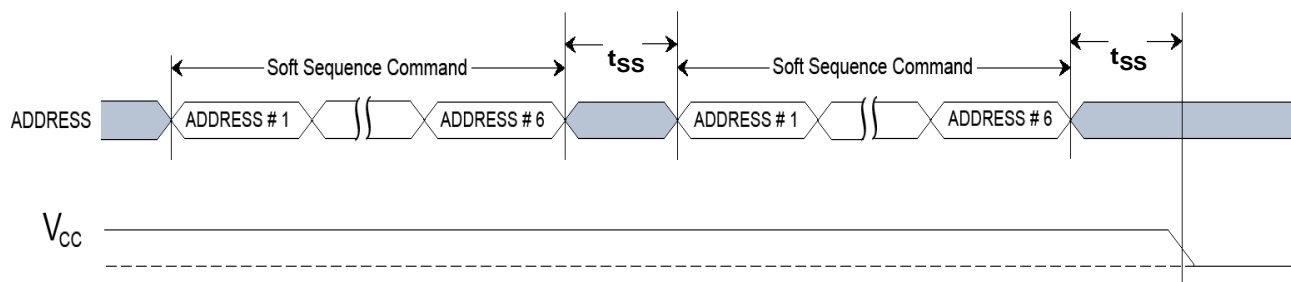 tSS tSS
Soft Sequence Command Soft Sequence Command
ADDRESS ADDRESS # 1 ADDRESS # 6 ADDRESS # 1 ADDRESS # 6
VCC